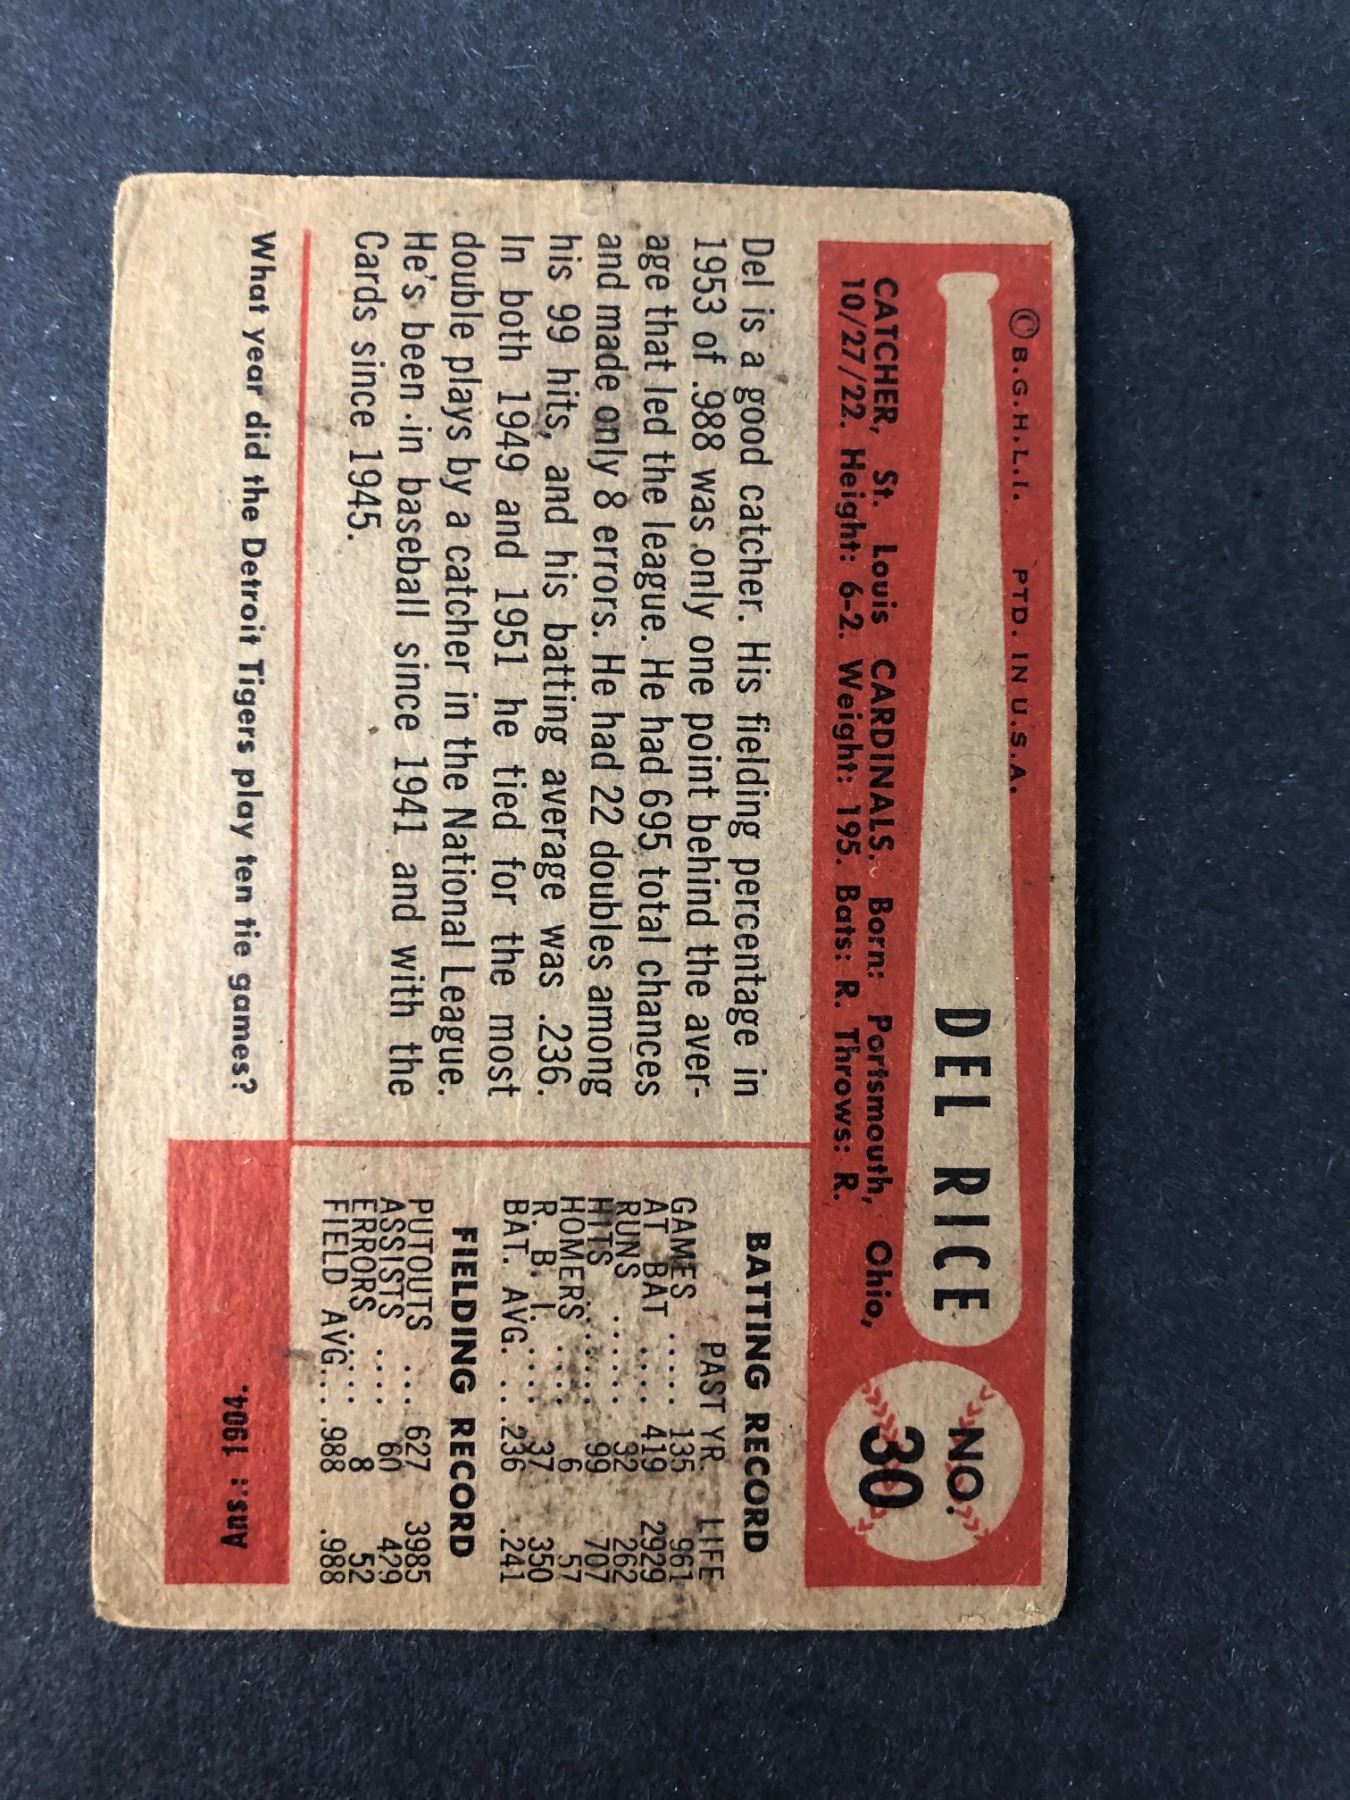 © B.G.H.L.I. PTD. IN U.S.A.
DEL RICE
NO. 30
CATCHER, St. Louis CARDINALS. Born: Portsmouth, Ohio,
10/27/22. Height: 6-2. Weight: 195. Bats: R. Throws: R.
Del is a good catcher. His fielding percentage in
1953 of .988 was only one point behind the aver-
age that led the league. He had 695 total chances
and made only 8 errors. He had 22 doubles among
his 99 hits, and his batting average was .236.
In both 1949 and 1951 he tied for the most
double plays by a catcher in the National League.
He's been in baseball since 1941 and with the
Cards since 1945.
BATTING RECORD
PAST YR. LIFE
GAMES ..... 135 961
AT BAT .... 419 2929
RUNS ...... 32 262
HITS ...... 99 707
HOMERS ..... 6 57
R. B. I. .... 37 350
BAT. AVG. .. .236 .241
FIELDING RECORD
PUTOUTS ... 627 3985
ASSISTS .... 60 429
ERRORS ..... 8 52
FIELD AVG... .988 .988
What year did the Detroit Tigers play ten tie games?
Ans.: 1904.